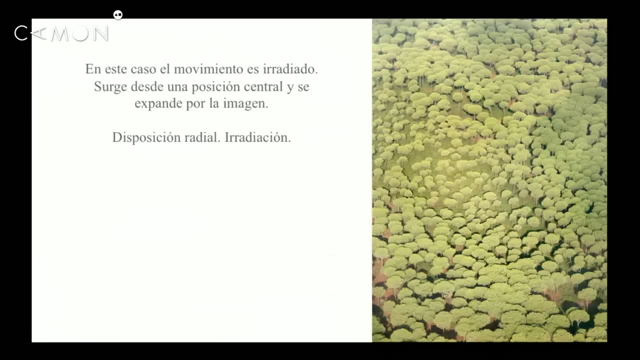 CAMON
En este caso el movimiento es irradiado.
Surge desde una posición central y se
expande por la imagen.
Disposición radial. Irradiación.